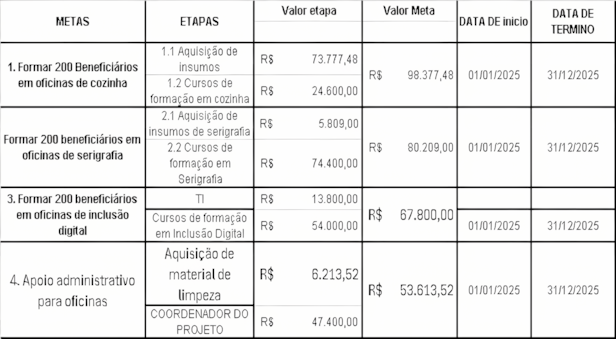 METAS ETAPAS Valor etapa Valor Meta DATA DE inicio DATA DE TERMINO
1. Formar 200 Beneficiários em oficinas de cozinha
1.1 Aquisição de insumos
R$ 73.777,48
1.2 Cursos de formação em cozinha
R$ 24.600,00
R$ 98.377,48
01/01/2025
31/12/2025
Formar 200 beneficiários em oficinas de serigrafia
2.1 Aquisição de insumos de serigrafia
R$ 5.809,00
2.2 Cursos de formação em Serigrafia
R$ 74.400,00
R$ 80.209,00
01/01/2025
31/12/2025
3. Formar 200 beneficiários em oficinas de inclusão digital
TI
R$ 13.800,00
Cursos de formação em Inclusão Digital
R$ 54.000,00
R$ 67.800,00
01/01/2025
31/12/2025
4. Apoio administrativo para oficinas
Aquisição de material de limpeza
R$ 6.213,52
COORDENADOR DO PROJETO
R$ 47.400,00
R$ 53.613,52
01/01/2025
31/12/2025